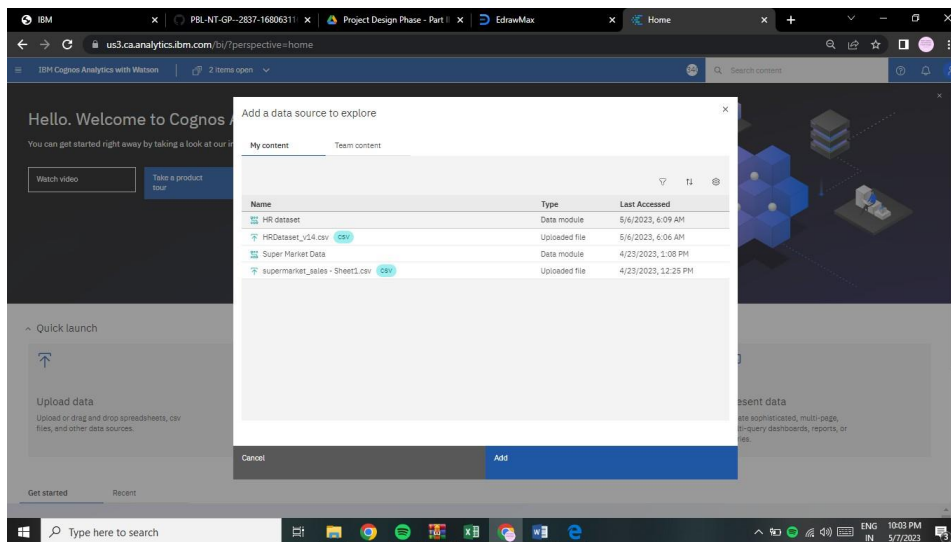 IBM
PBL-NT-GP--2837-1680631
Project Design Phase - Part
EdrawMax
Home
us3.ca.analytics.ibm.com/bi/?perspective=home
IBM Cognos Analytics with Watson
2 items open
Search content
Hello. Welcome to Cognos
You can get started right away by taking a look at our
Watch video
Take a product
tour
Add a data source to explore
My content Team content
Name Type Last Accessed
HR dataset Data module 5/6/2023, 6:09 AM
HRDataset_v14.csv CSV Uploaded file 5/6/2023, 6:06 AM
Super Market Data Data module 4/23/2023, 1:08 PM
supermarket_sales - Sheet1.csv CSV Uploaded file 4/23/2023, 12:25 PM
Cancel Add
Quick launch
Upload data
Upload or drag and drop spreadsheets, csv
files, and other data sources.
esent data
ate sophisticated, multi-page,
ti-query dashboards, reports, or
ries.
Get started Recent
Type here to search
ENG 10:03 PM
IN 5/7/2023